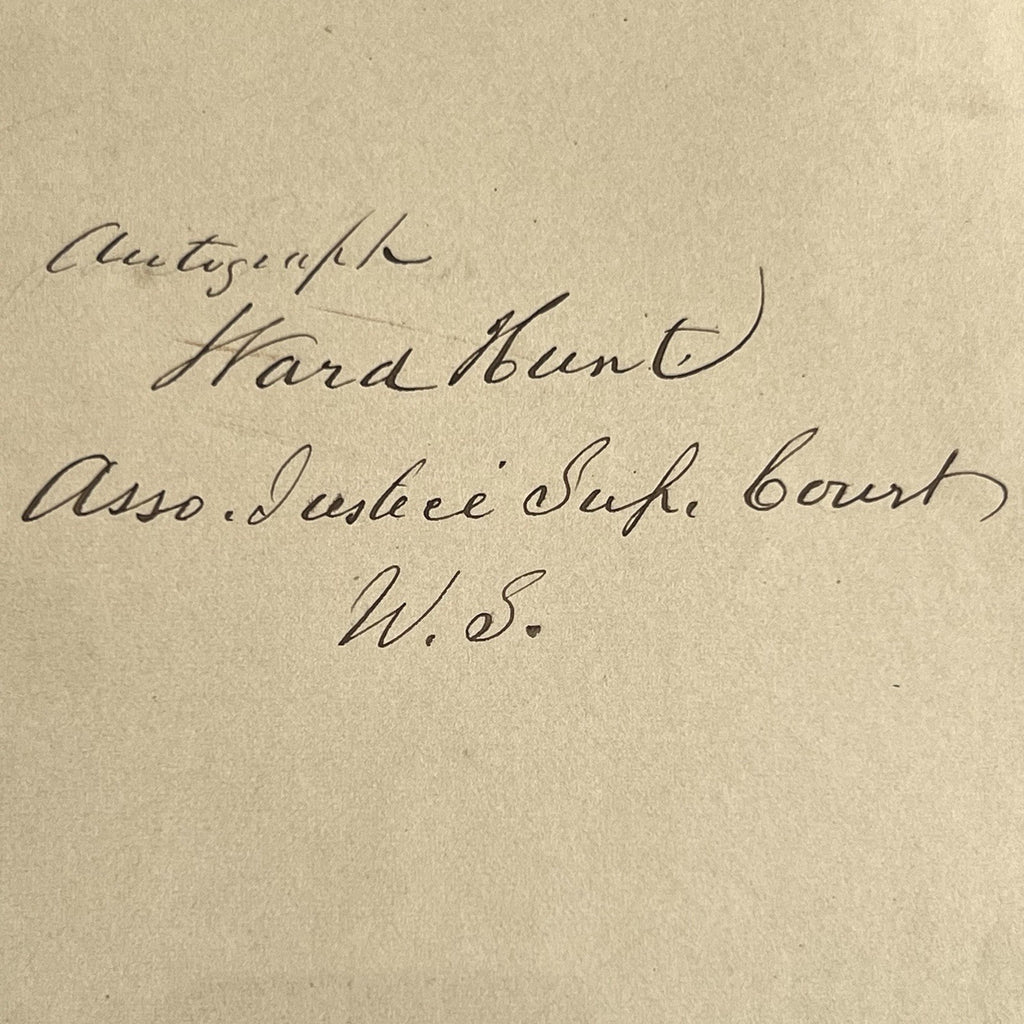 Autograph
Ward Hunt
Asso. Justice Sup. Court
U. S.